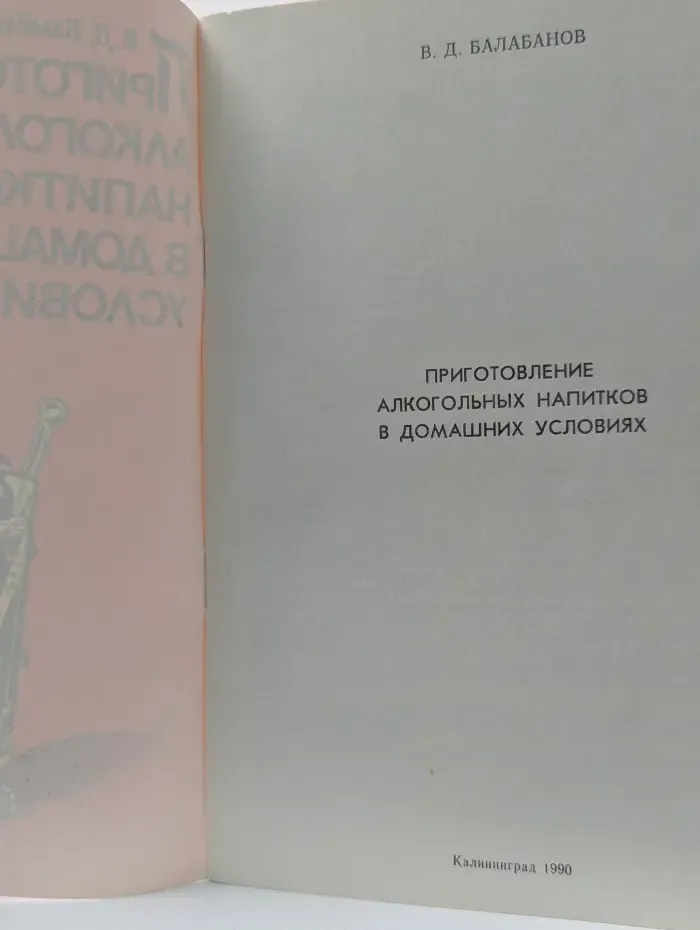 В. Д. БАЛАБАНОВ
ПРИГОТОВЛЕНИЕ
АЛКОГОЛЬНЫХ НАПИТКОВ
В ДОМАШНИХ УСЛОВИЯХ
Калининград 1990